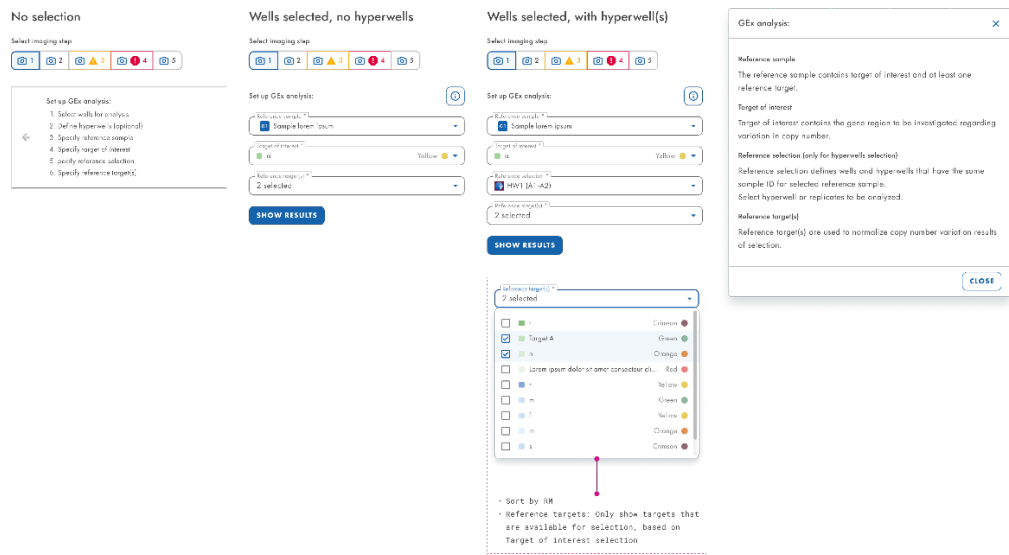 No selection
Select imaging step
1 2 3 4 5
Set up GEx analysis:
1. Select wells for analysis
2. Define hyperwells (optional)
3. Specify reference sample
4. Specify target of interest
5. pecify reference selection
6. Specify reference target(s)
Wells selected, no hyperwells
Select imaging step
1 2 3 4 5
Set up GEx analysis:
Reference sample *
01 Sample lorem ipsum
Target of interest *
a Yellow
Reference target(s) *
2 selected
SHOW RESULTS
Wells selected, with hyperwell(s)
Select imaging step
1 2 3 4 5
Set up GEx analysis:
Reference sample *
01 Sample lorem ipsum
Target of interest *
a Yellow
Reference selection *
HW1 (A1-A2)
Reference target(s) *
2 selected
SHOW RESULTS
Reference target(s) *
2 selected
Crimson
Target A Green
n Orange
Lorem ipsum dolor sit amet consecteur eli... Red
r Yellow
m Green
f Yellow
m Orange
s Crimson
• Sort by RM
• Reference targets: Only show targets that
are available for selection, based on
Target of interest selection
GEx analysis:
Reference sample
The reference sample contains target of interest and at least one
reference target.
Target of interest
Target of interest contains the gene region to be investigated regarding
variation in copy number.
Reference selection (only for hyperwells selection)
Reference selection defines wells and hyperwells that have the same
sample ID for selected reference sample.
Select hyperwell or replicates to be analyzed.
Reference target(s)
Reference target(s) are used to normalize copy number variation results
of selection.
CLOSE